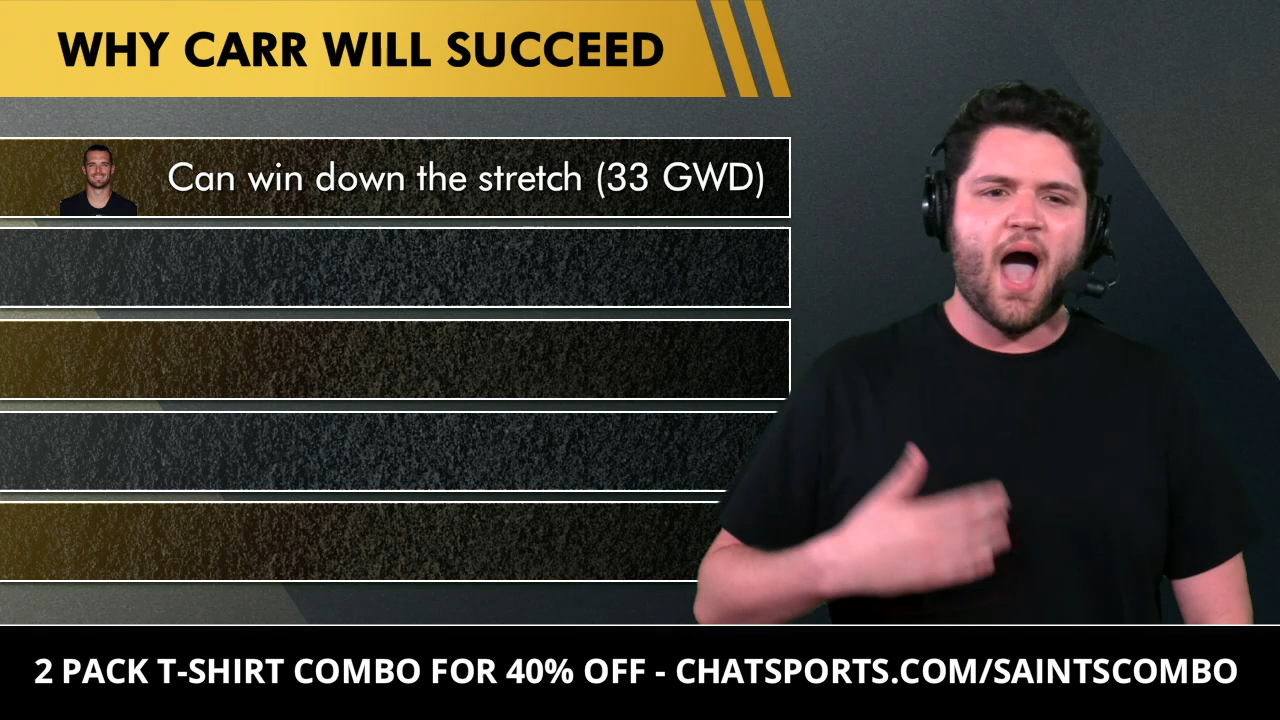 WHY CARR WILL SUCCEED
Can win down the stretch (33 GWD)
2 PACK T-SHIRT COMBO FOR 40% OFF - CHATSPORTS.COM/SAINTSCOMBO